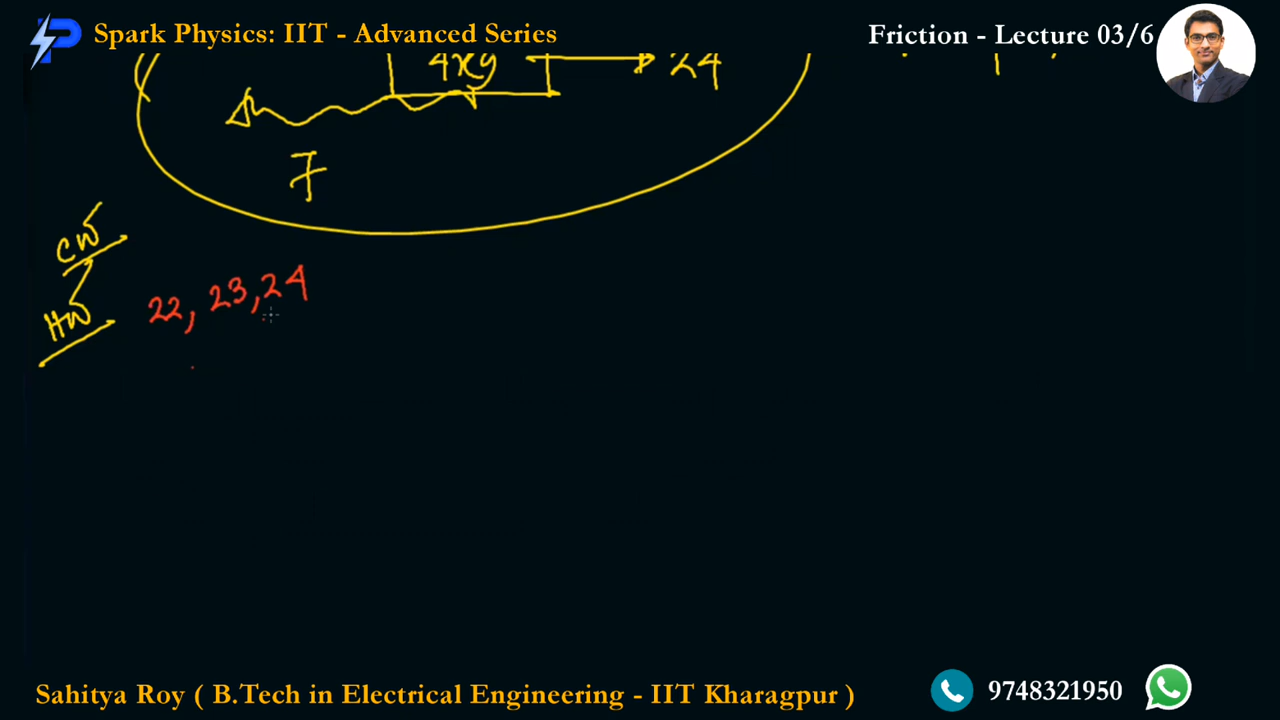 Spark Physics: IIT - Advanced Series
Friction - Lecture 03/6
4kg
24
7
CW
HW 22, 23, 24
Sahitya Roy ( B.Tech in Electrical Engineering - IIT Kharagpur )
9748321950